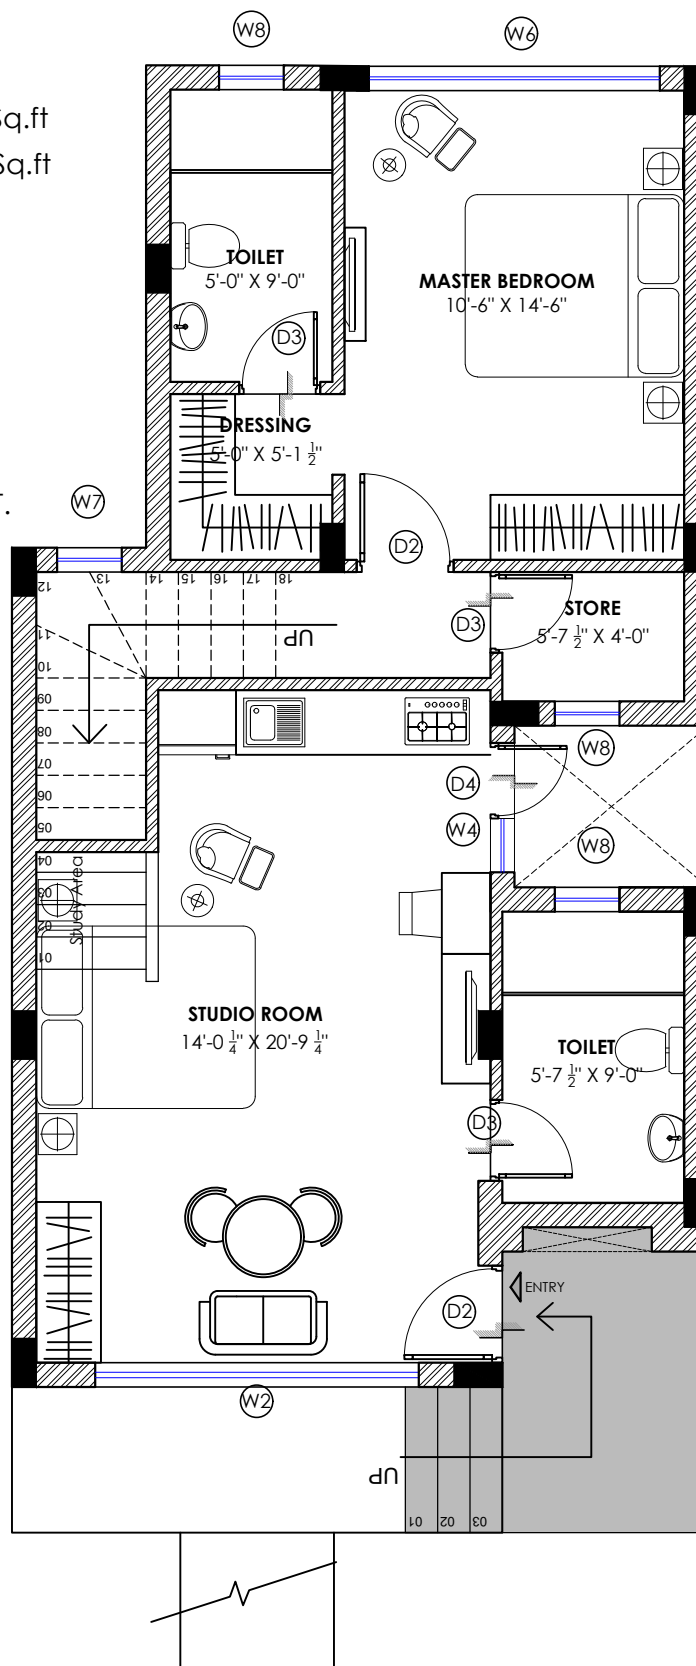 W8
W6
Sq.ft
Sq.ft
TOILET
5'-0" X 9'-0"
MASTER BEDROOM
10'-6" X 14'-6"
D3
DRESSING
5'-0" X 5'-1 1/2"
T.
W7
D2
12
13
14
15
16
17
18
11
10
09
08
07
06
05
04
03
02
01
UP
D3
STORE
5'-7 1/2" X 4'-0"
W8
D4
W4
W8
Study Area
STUDIO ROOM
14'-0 1/4" X 20'-9 1/4"
TOILET
5'-7 1/2" X 9'-0"
D3
ENTRY
D2
W2
UP
01
02
03